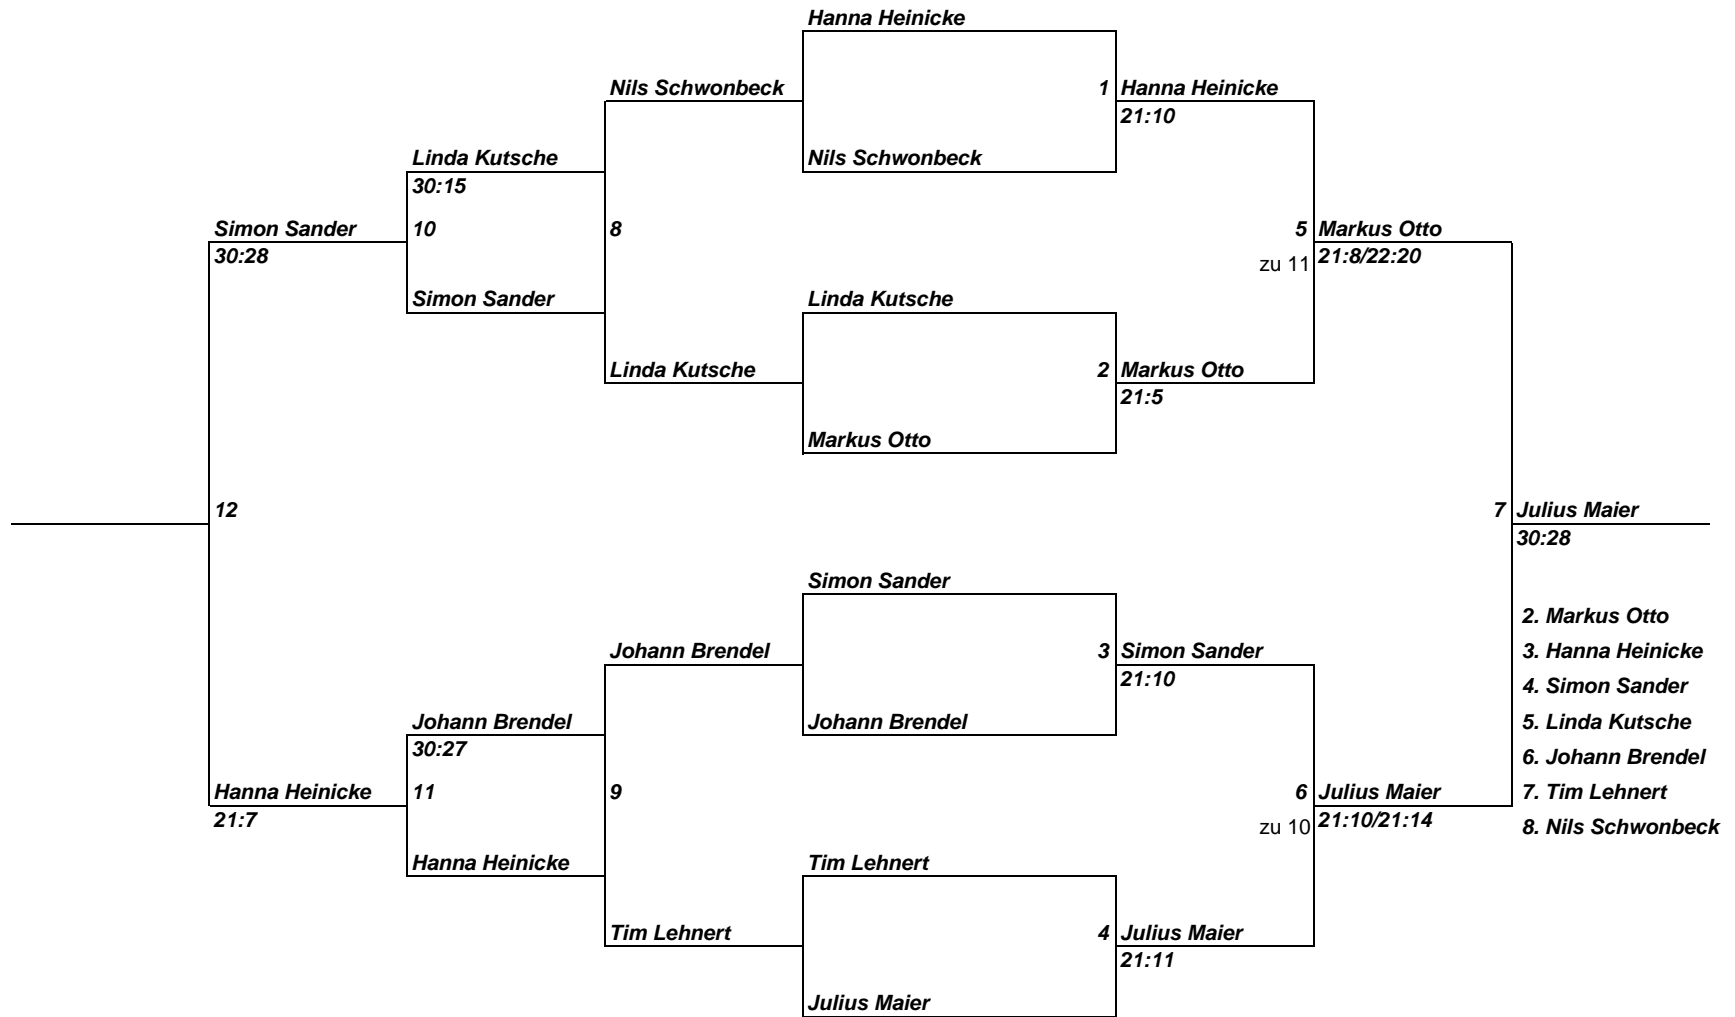 Hanna Heinicke
Nils Schwonbeck 1 Hanna Heinicke
21:10
Linda Kutsche Nils Schwonbeck
30:15
Simon Sander 10 8 5 Markus Otto
30:28 21:8/22:20
zu 11
Simon Sander Linda Kutsche
Linda Kutsche 2 Markus Otto
21:5
Markus Otto
12 7 Julius Maier
30:28
Simon Sander
2. Markus Otto
Johann Brendel 3 Simon Sander 3. Hanna Heinicke
21:10 4. Simon Sander
Johann Brendel Johann Brendel 5. Linda Kutsche
30:27 6. Johann Brendel
Hanna Heinicke 11 9 6 Julius Maier 7. Tim Lehnert
21:7 zu 10 21:10/21:14 8. Nils Schwonbeck
Hanna Heinicke Tim Lehnert
Tim Lehnert 4 Julius Maier
21:11
Julius Maier